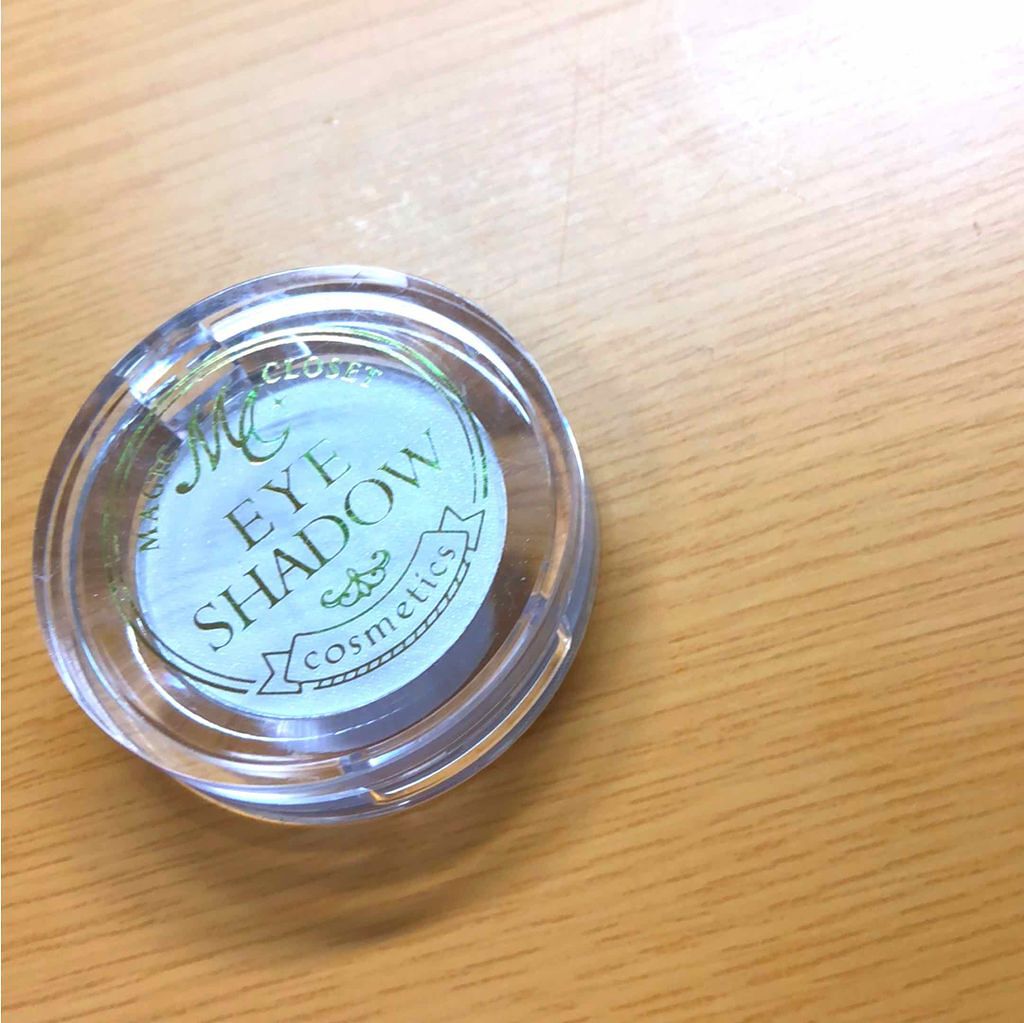 MAGIC CLOSET
MC
EYE
SHADOW
cosmetics